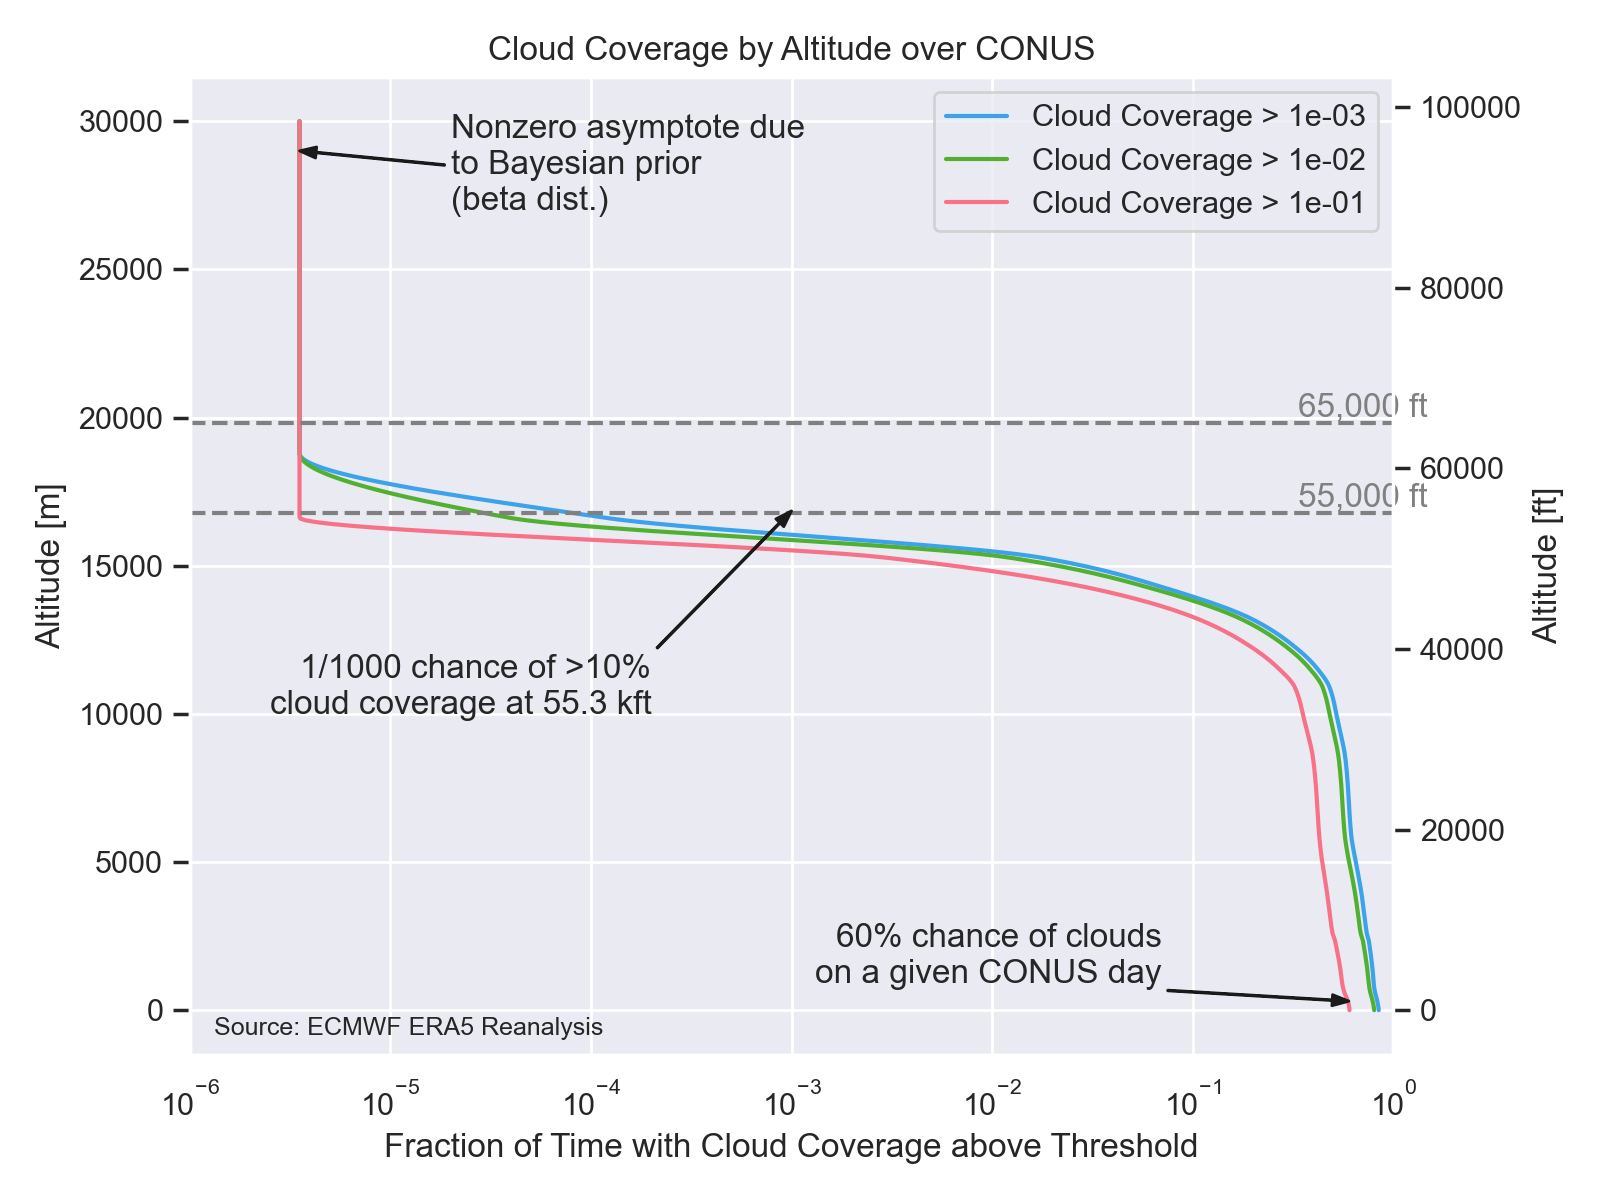 Cloud Coverage by Altitude over CONUS
Cloud Coverage > 1e-03
Cloud Coverage > 1e-02
Cloud Coverage > 1e-01
Nonzero asymptote due
to Bayesian prior
(beta dist.)
65,000 ft
55,000 ft
1/1000 chance of >10%
cloud coverage at 55.3 kft
60% chance of clouds
on a given CONUS day
Source: ECMWF ERA5 Reanalysis
Altitude [m]
30000
25000
20000
15000
10000
5000
0
Altitude [ft]
100000
80000
60000
40000
20000
0
10⁻⁶ 10⁻⁵ 10⁻⁴ 10⁻³ 10⁻² 10⁻¹ 10⁰
Fraction of Time with Cloud Coverage above Threshold